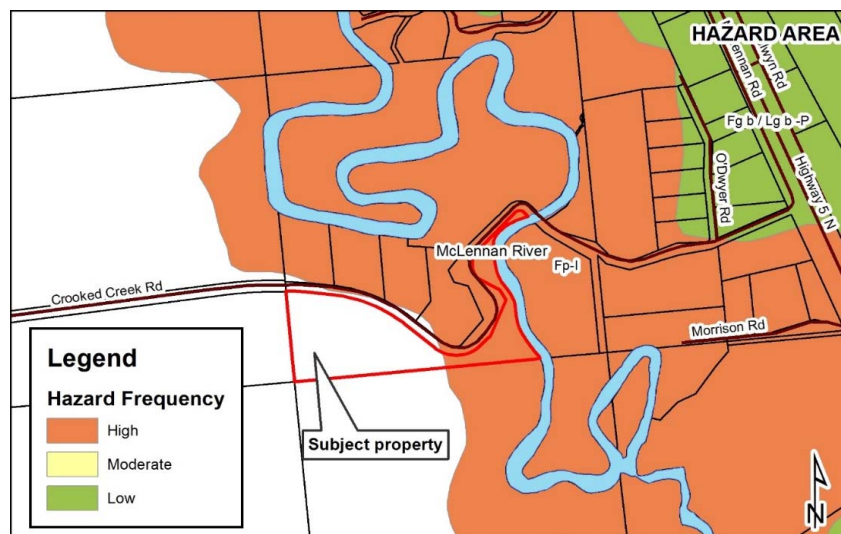 HAZARD AREA
Fg b / Lg b -P
O'Dwyer Rd
Highway 5 N
McLennan River
Fp-I
Crooked Creek Rd
Morrison Rd
Legend
Hazard Frequency
High
Moderate
Low
Subject property
N